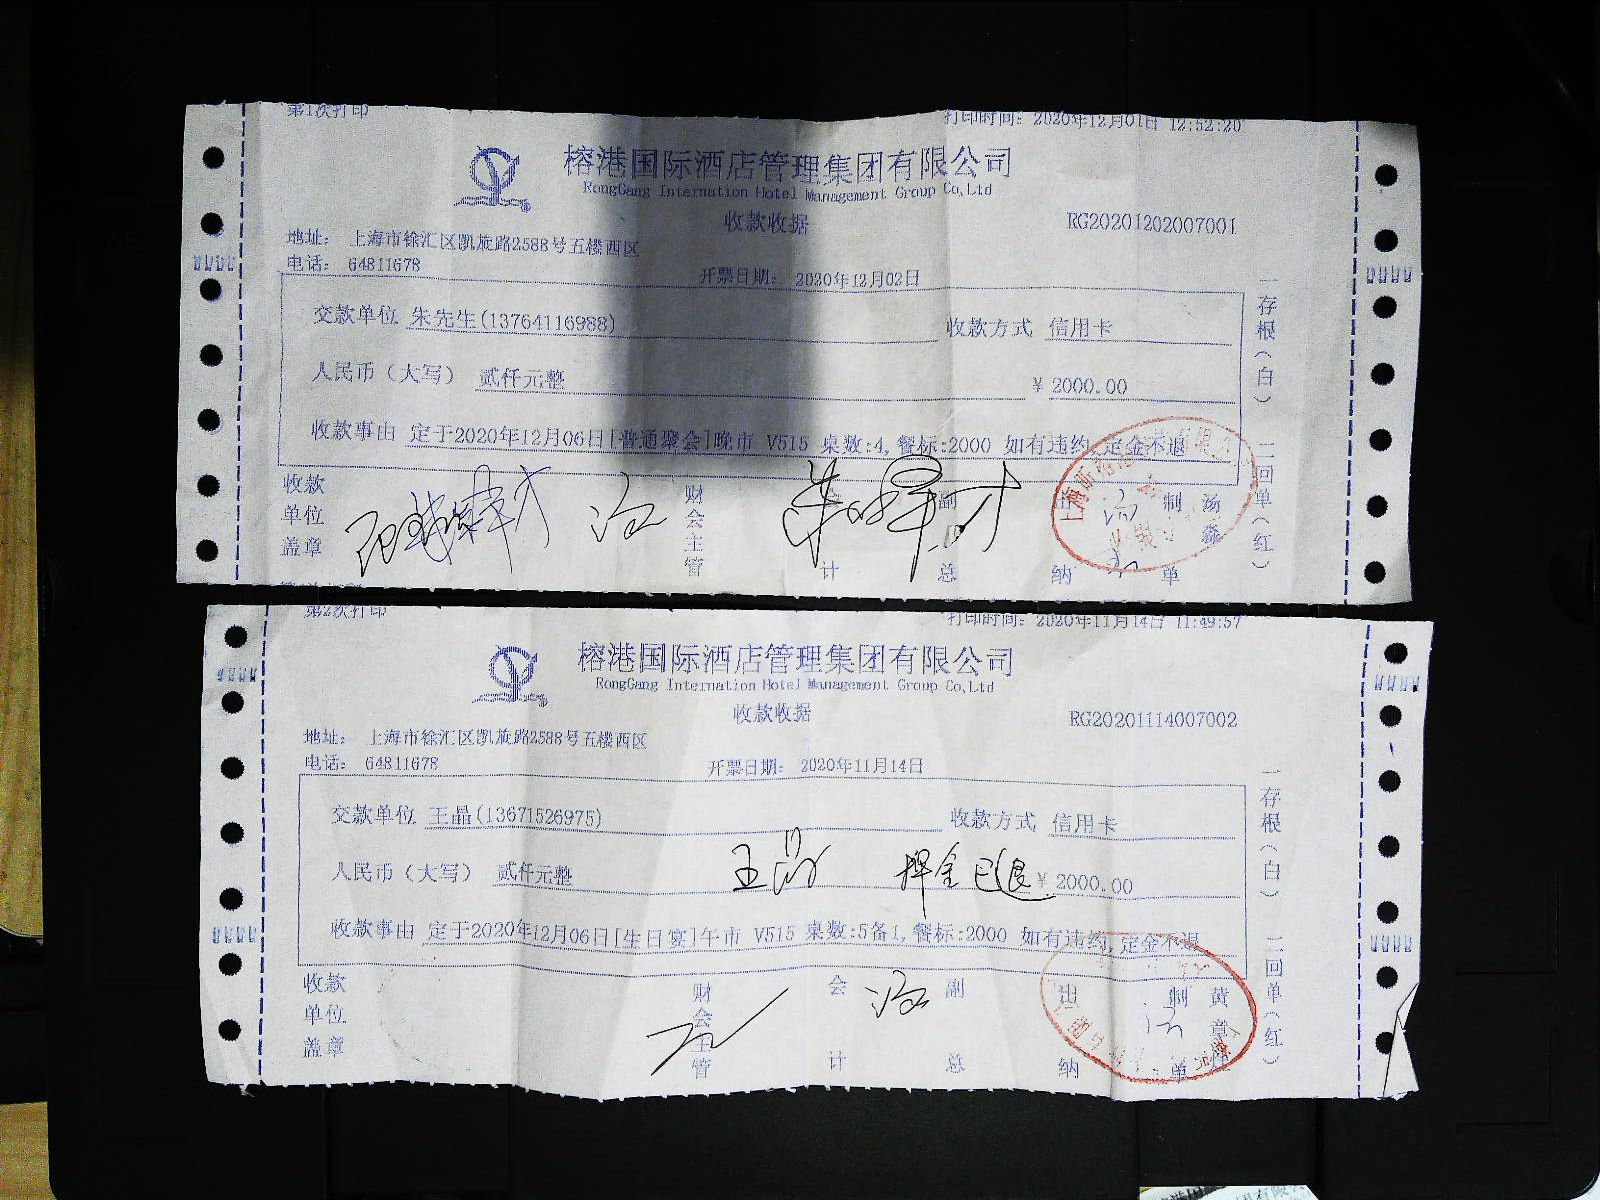 第1次打印
打印时间: 2020年12月01日 12:52:20
榕港国际酒店管理集团有限公司
RongGang Internation Hotel Management Group Co,Ltd
收款收据
RG20201202007001
地址: 上海市徐汇区凯旋路2588号五楼西区
电话: 64811678
开票日期: 2020年12月02日
交款单位 朱先生(13764116988) 收款方式 信用卡
人民币(大写) 贰仟元整 ¥ 2000.00
收款事由 定于2020年12月06日[普通聚会]晚市 V515 桌数:4,餐标:2000 如有违约,定金不退
收款单位盖章 财会主管 会计 副总 出纳 制单 汤淼
一存根(白) 二回单(红)
第2次打印
打印时间: 2020年11月14日 11:49:57
榕港国际酒店管理集团有限公司
RongGang Internation Hotel Management Group Co,Ltd
收款收据
RG20201114007002
地址: 上海市徐汇区凯旋路2588号五楼西区
电话: 64811678
开票日期: 2020年11月14日
交款单位 王晶(13671526975) 收款方式 信用卡
人民币(大写) 贰仟元整 押金已退 ¥ 2000.00
收款事由 定于2020年12月06日[生日宴]午市 V515 桌数:5备1,餐标:2000 如有违约,定金不退
收款单位盖章 财会主管 会计 副总 出纳 制单 黄章
一存根(白) 二回单(红)